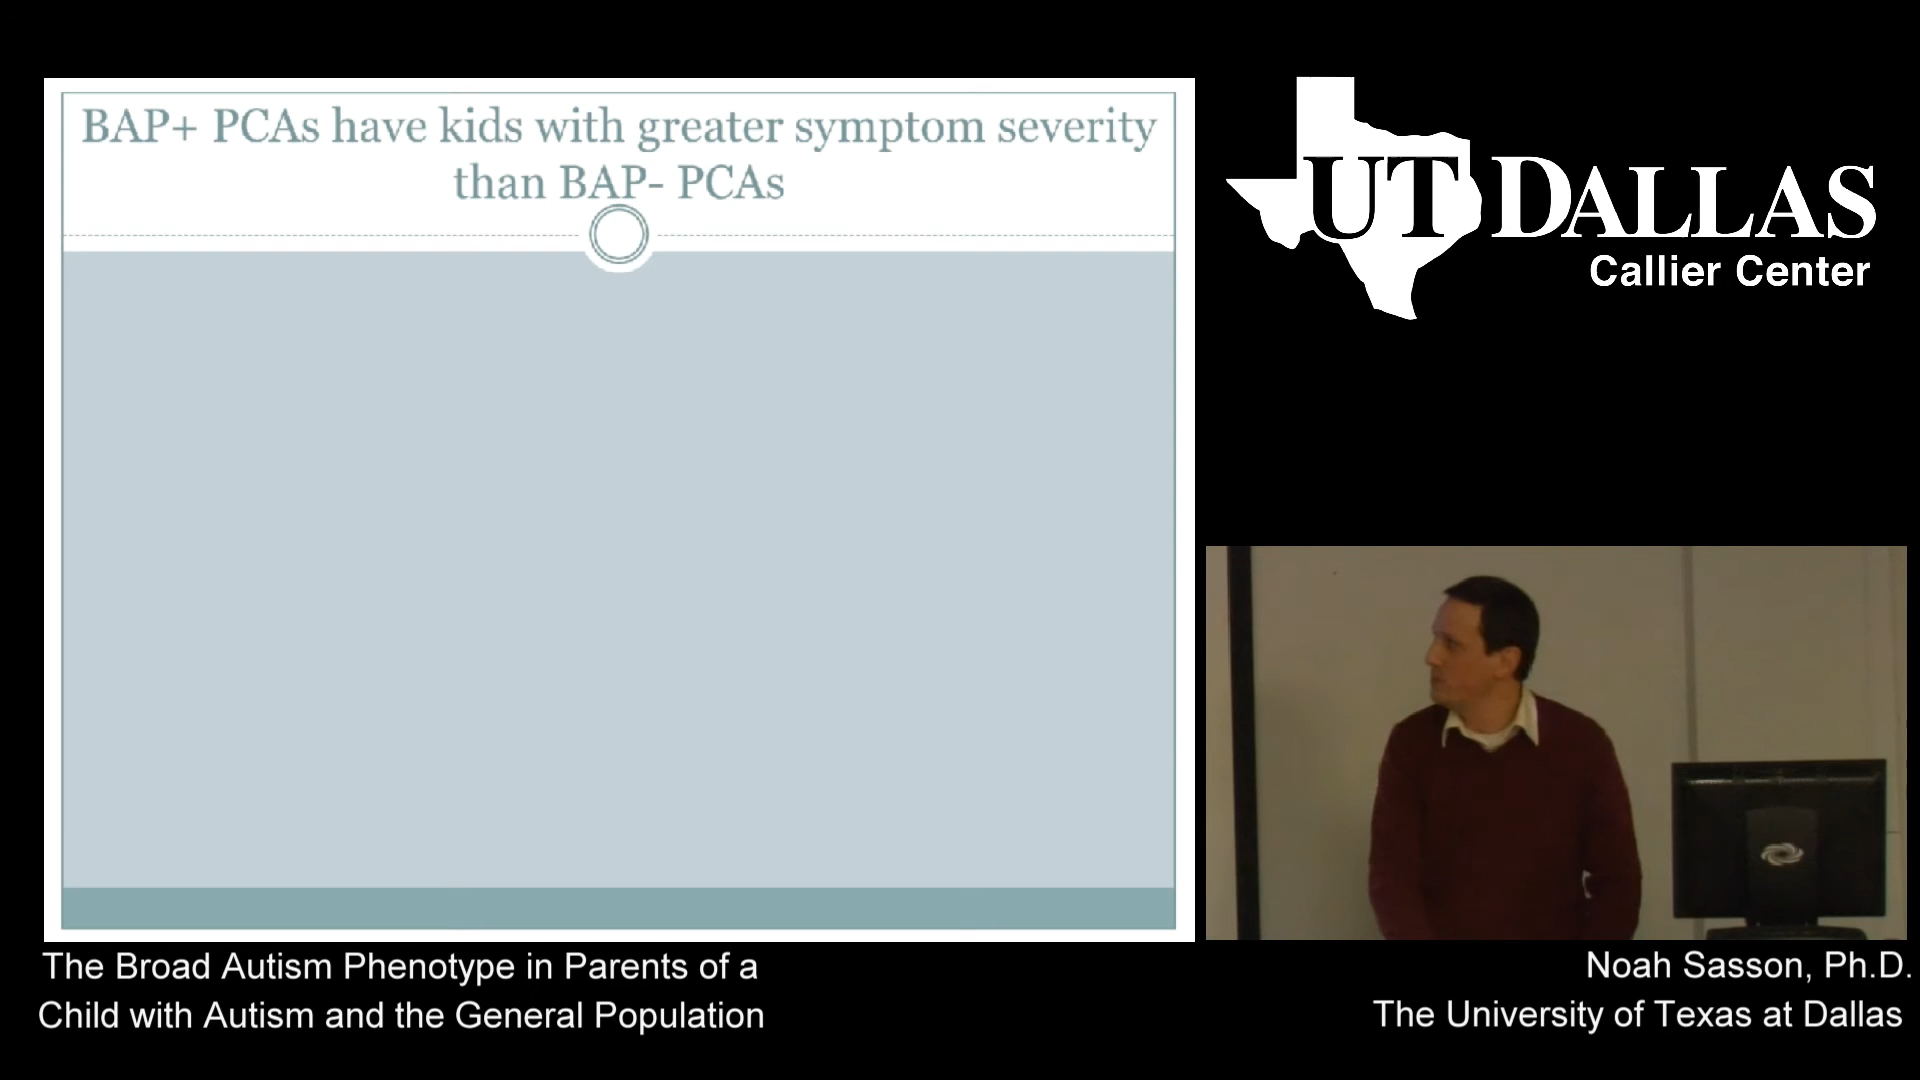 BAP+ PCAs have kids with greater symptom severity
than BAP- PCAs
UT DALLAS
Callier Center
The Broad Autism Phenotype in Parents of a
Child with Autism and the General Population
Noah Sasson, Ph.D.
The University of Texas at Dallas